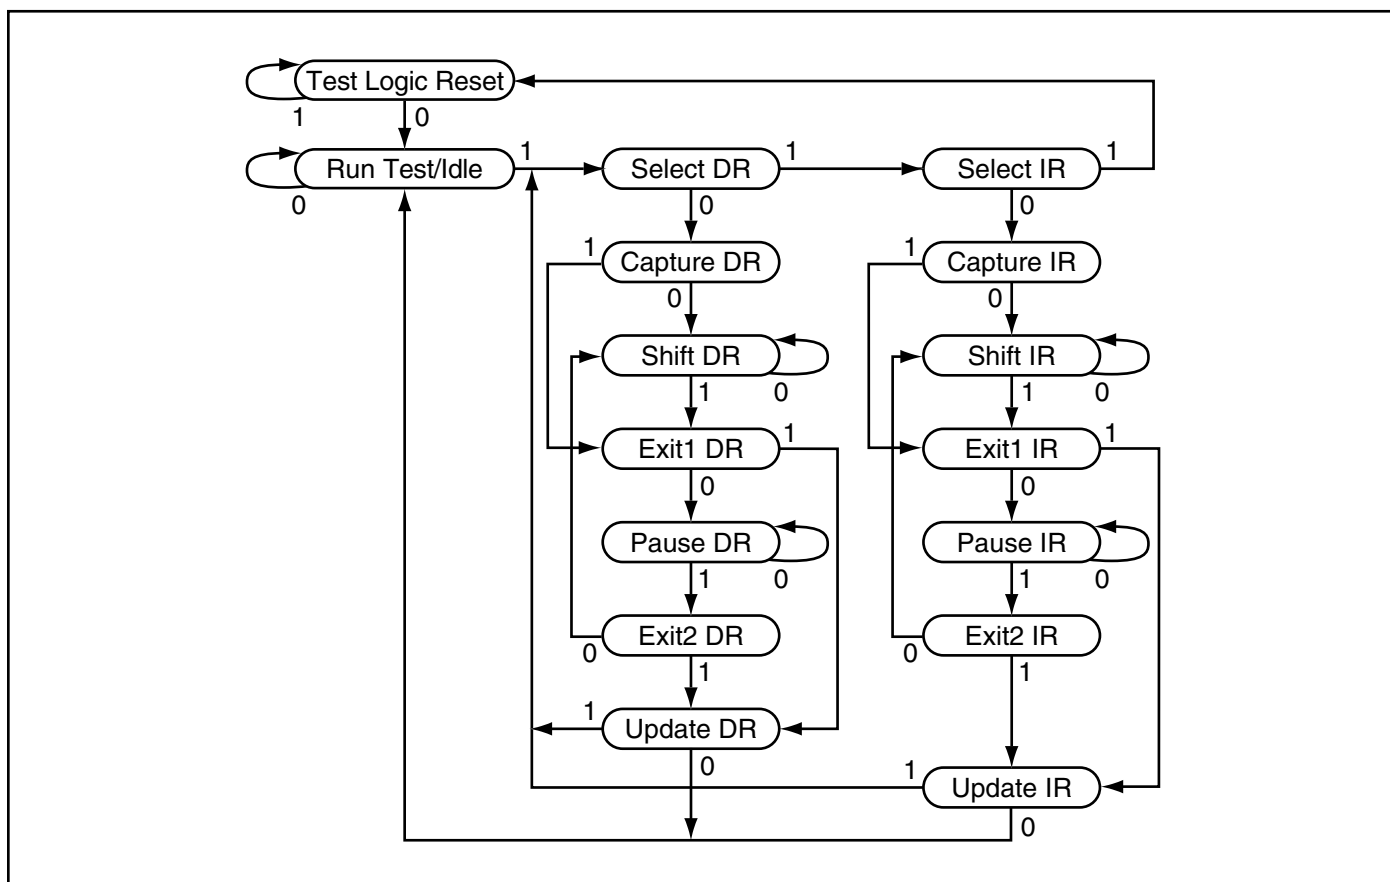 Test Logic Reset
1 0
Run Test/Idle 1 Select DR 1 Select IR 1
0 0 0
1 Capture DR 1 Capture IR
0 0
Shift DR Shift IR
1 0 1 0
Exit1 DR 1 Exit1 IR 1
0 0
Pause DR Pause IR
1 0 1 0
Exit2 DR Exit2 IR
0 1 0 1
1 Update DR
0 1 Update IR
0